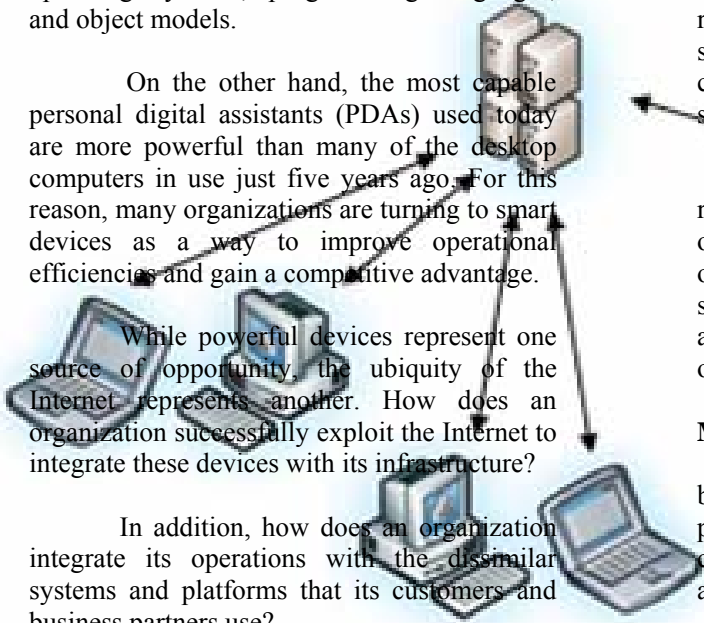 and object models.
On the other hand, the most capable
personal digital assistants (PDAs) used today
are more powerful than many of the desktop
computers in use just five years ago. For this
reason, many organizations are turning to smart
devices as a way to improve operational
efficiencies and gain a competitive advantage.
While powerful devices represent one
source of opportunity, the ubiquity of the
Internet represents another. How does an
organization successfully exploit the Internet to
integrate these devices with its infrastructure?
In addition, how does an organization
integrate its operations with the dissimilar
systems and platforms that its customers and
business partners use?